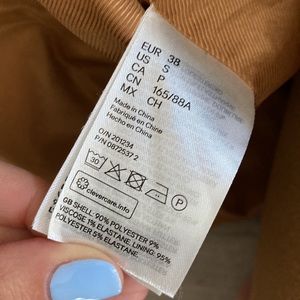 EUR 38
US S
CA P
CN 165/88A
MX CH
Made in China
Fabriqué en Chine
Hecho en China
O/N 201234
P/N 0872537 2
30
P
clevercare.info
GB SHELL: 90% POLYESTER 9%
VISCOSE 1% ELASTANE. LINING: 95%
POLYESTER 5% ELASTANE.